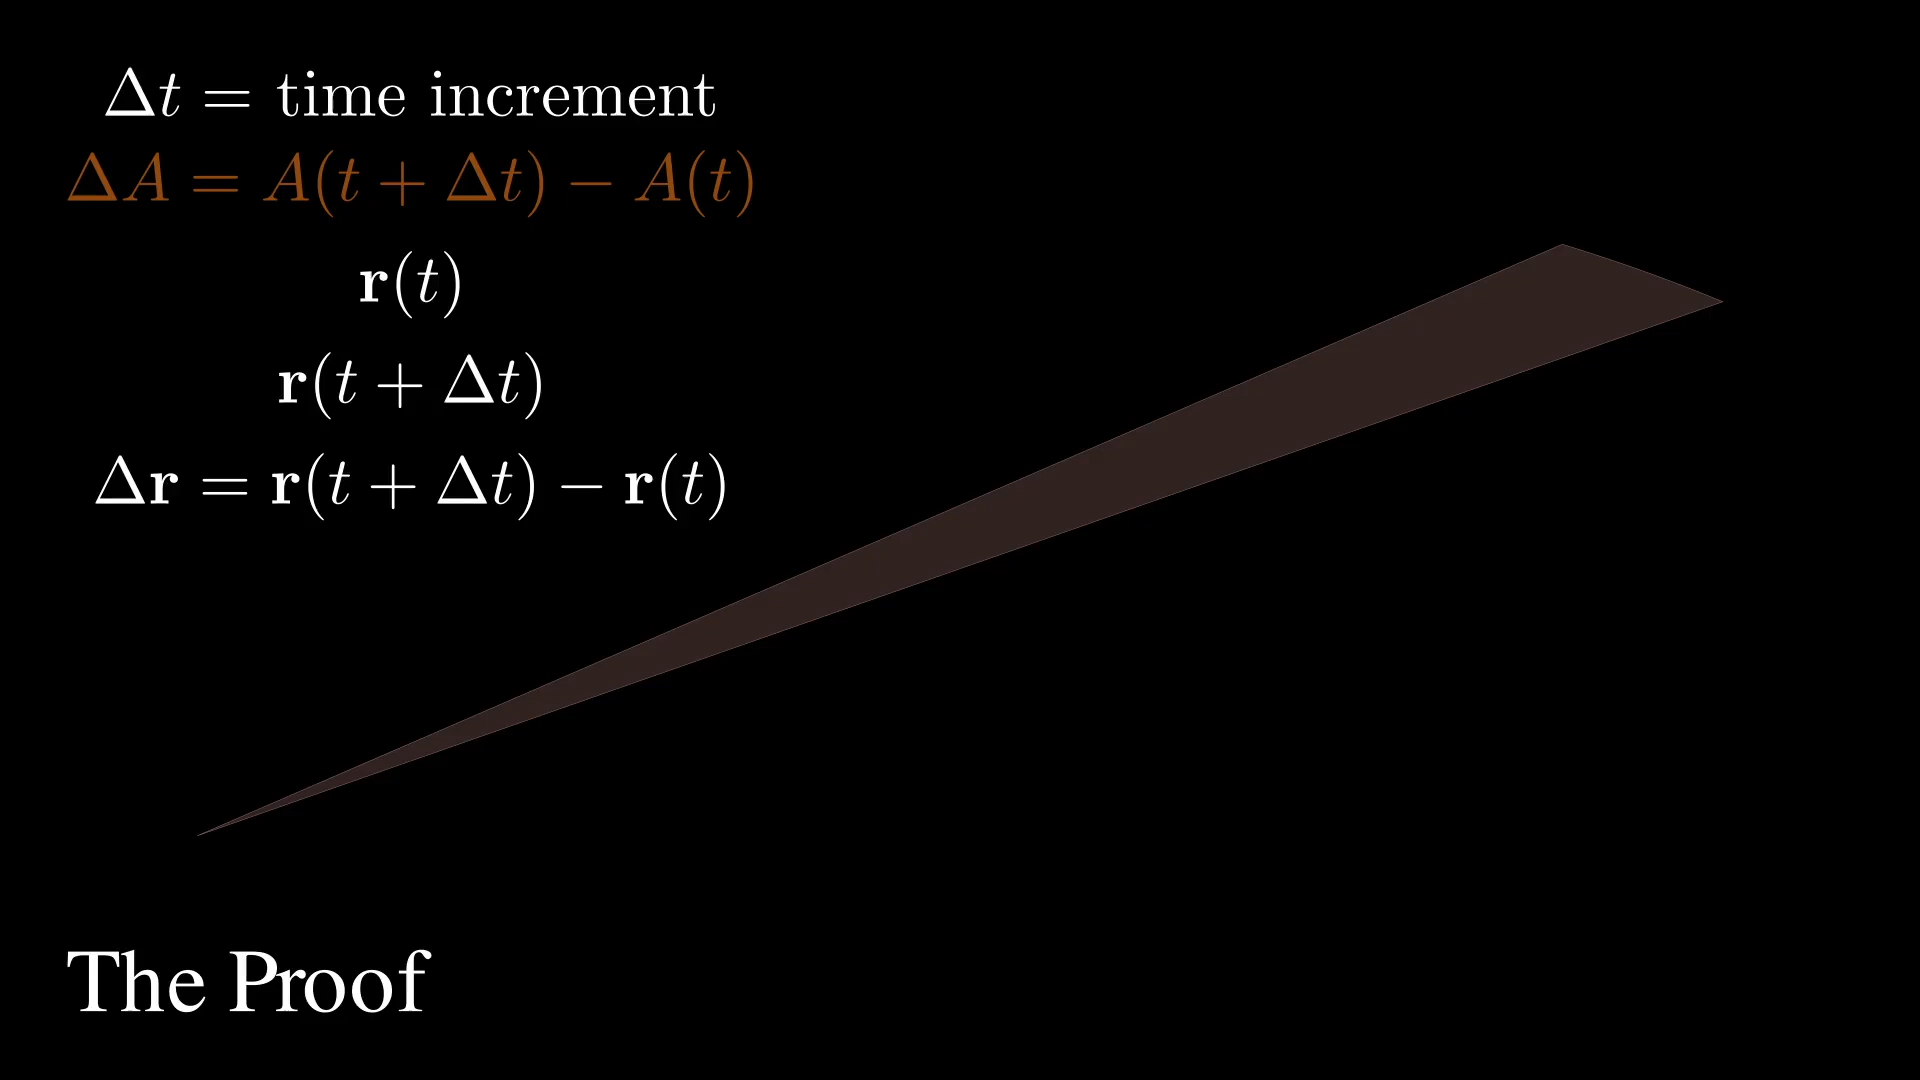 Δt = time increment
ΔA = A(t + Δt) − A(t)
r(t)
r(t + Δt)
Δr = r(t + Δt) − r(t)
The Proof